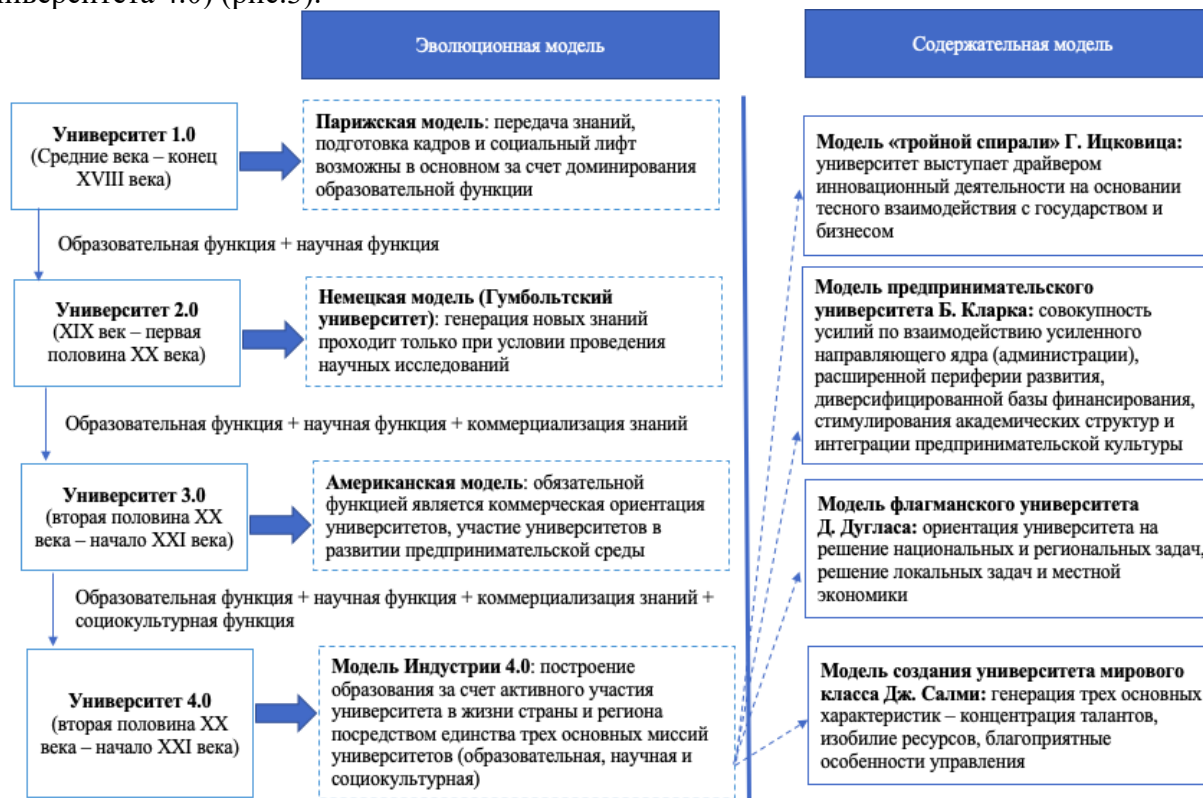 4.0) (рис.3).
Эволюционная модель
Содержательная модель
Университет 1.0
(Средние века – конец
XVIII века)
Парижская модель: передача знаний,
подготовка кадров и социальный лифт
возможны в основном за счет доминирования
образовательной функции
Образовательная функция + научная функция
Университет 2.0
(XIX век – первая
половина XX века)
Немецкая модель (Гумбольтский
университет): генерация новых знаний
проходит только при условии проведения
научных исследований
Образовательная функция + научная функция + коммерциализация знаний
Университет 3.0
(вторая половина XX
века – начало XXI века)
Американская модель: обязательной
функцией является коммерческая ориентация
университетов, участие университетов в
развитии предпринимательской среды
Образовательная функция + научная функция + коммерциализация знаний +
социокультурная функция
Университет 4.0
(вторая половина XX
века – начало XXI века)
Модель Индустрии 4.0: построение
образования за счет активного участия
университета в жизни страны и региона
посредством единства трех основных миссий
университетов (образовательная, научная и
социокультурная)
Модель «тройной спирали» Г. Ицковица:
университет выступает драйвером
инновационный деятельности на основании
тесного взаимодействия с государством и
бизнесом
Модель предпринимательского
университета Б. Кларка: совокупность
усилий по взаимодействию усиленного
направляющего ядра (администрации),
расширенной периферии развития,
диверсифицированной базы финансирования,
стимулирования академических структур и
интеграции предпринимательской культуры
Модель флагманского университета
Д. Дугласа: ориентация университета на
решение национальных и региональных задач,
решение локальных задач и местной
экономики
Модель создания университета мирового
класса Дж. Салми: генерация трех основных
характеристик – концентрация талантов,
изобилие ресурсов, благоприятные
особенности управления